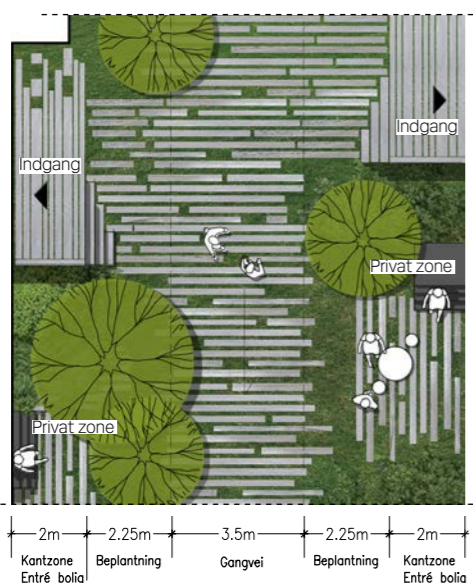 Indgang
Indgang
Privat zone
Privat zone
2m 2.25m 3.5m 2.25m 2m
Kantzone Beplantning Gangvei Beplantning Kantzone
Entré bolig Entré bolig